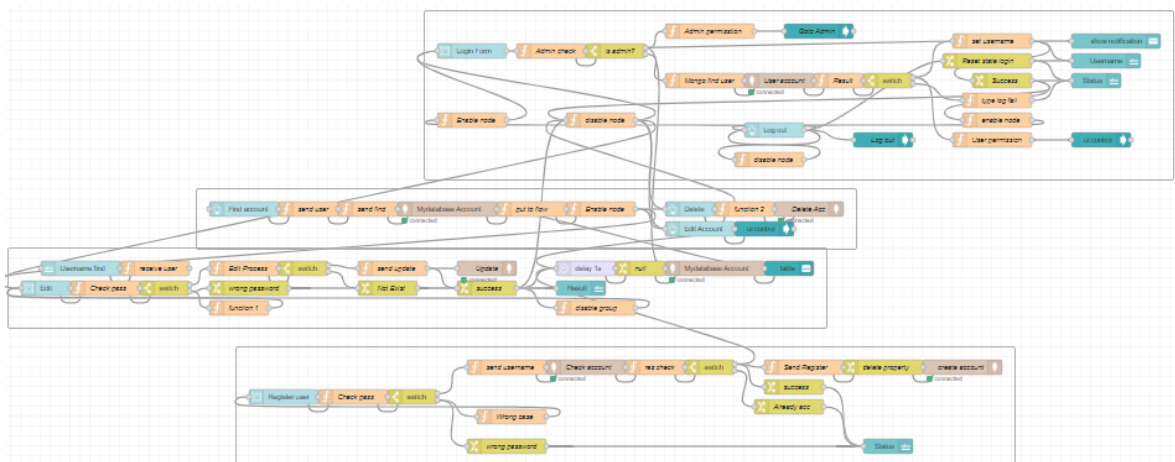 Login Form
Admin check
is admin?
Admin permission
Goto Admin
set username
show notification
Reset state login
Username
Mongo find user
User account
connected
Result
switch
Success
Status
type log fail
Enable node
disable node
enable node
Log out
Log out
User permission
ui control
disable node
Find account
send user
send find
Mydatabase Account
connected
put to flow
Enable node
Delete
function 2
Delete Acc
connected
Edit Account
ui control
Username find
receive user
Edit Process
switch
send update
Update
connected
delay 1s
null
Mydatabase Account
connected
table
Edit
Check pass
switch
wrong password
Not Exist
success
Result
function 1
disable group
send username
Check account
connected
res check
switch
Send Register
delete property
create account
connected
Register user
Check pass
switch
success
Already acc
Wrong case
wrong password
Status